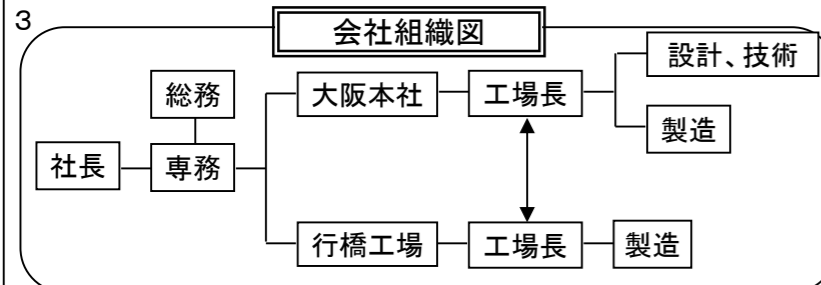 3
会社組織図
設計、技術
総務
大阪本社
工場長
製造
社長
専務
行橋工場
工場長
製造